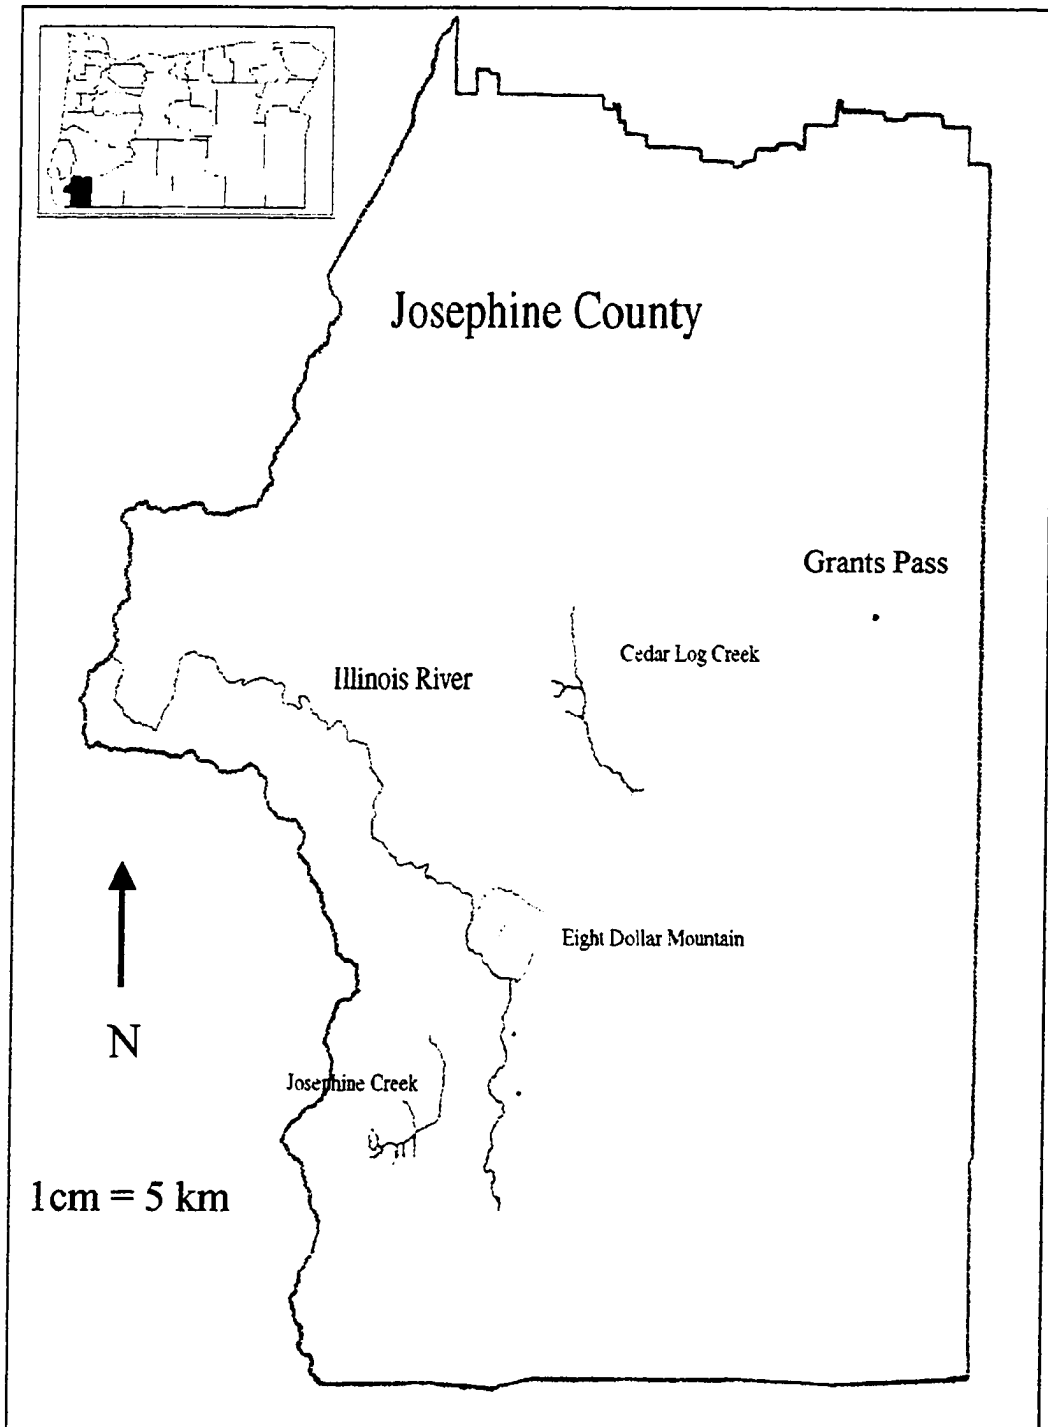 Josephine County
Grants Pass
Cedar Log Creek
Illinois River
Eight Dollar Mountain
N
Josephine Creek
1cm = 5 km